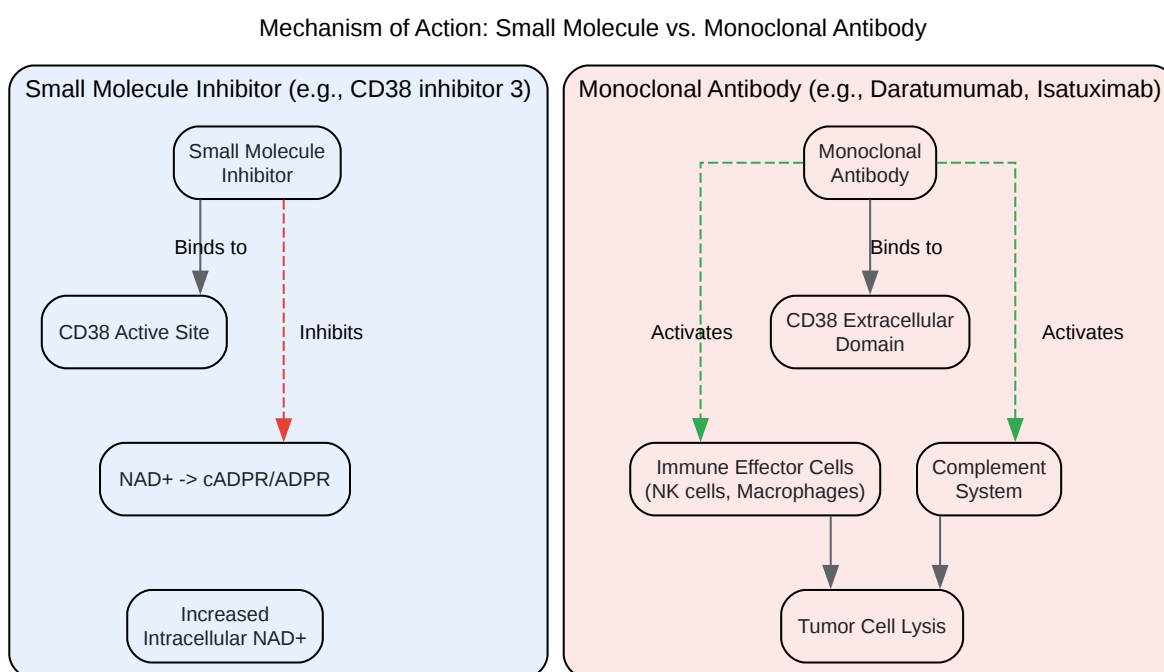 Mechanism of Action: Small Molecule vs. Monoclonal Antibody
Small Molecule Inhibitor (e.g., CD38 inhibitor 3)
Small Molecule
Inhibitor
Binds to
CD38 Active Site
Inhibits
NAD+ -> cADPR/ADPR
Increased
Intracellular NAD+
Monoclonal Antibody (e.g., Daratumumab, Isatuximab)
Monoclonal
Antibody
Binds to
Activates
CD38 Extracellular
Domain
Activates
Immune Effector Cells
(NK cells, Macrophages)
Complement
System
Tumor Cell Lysis